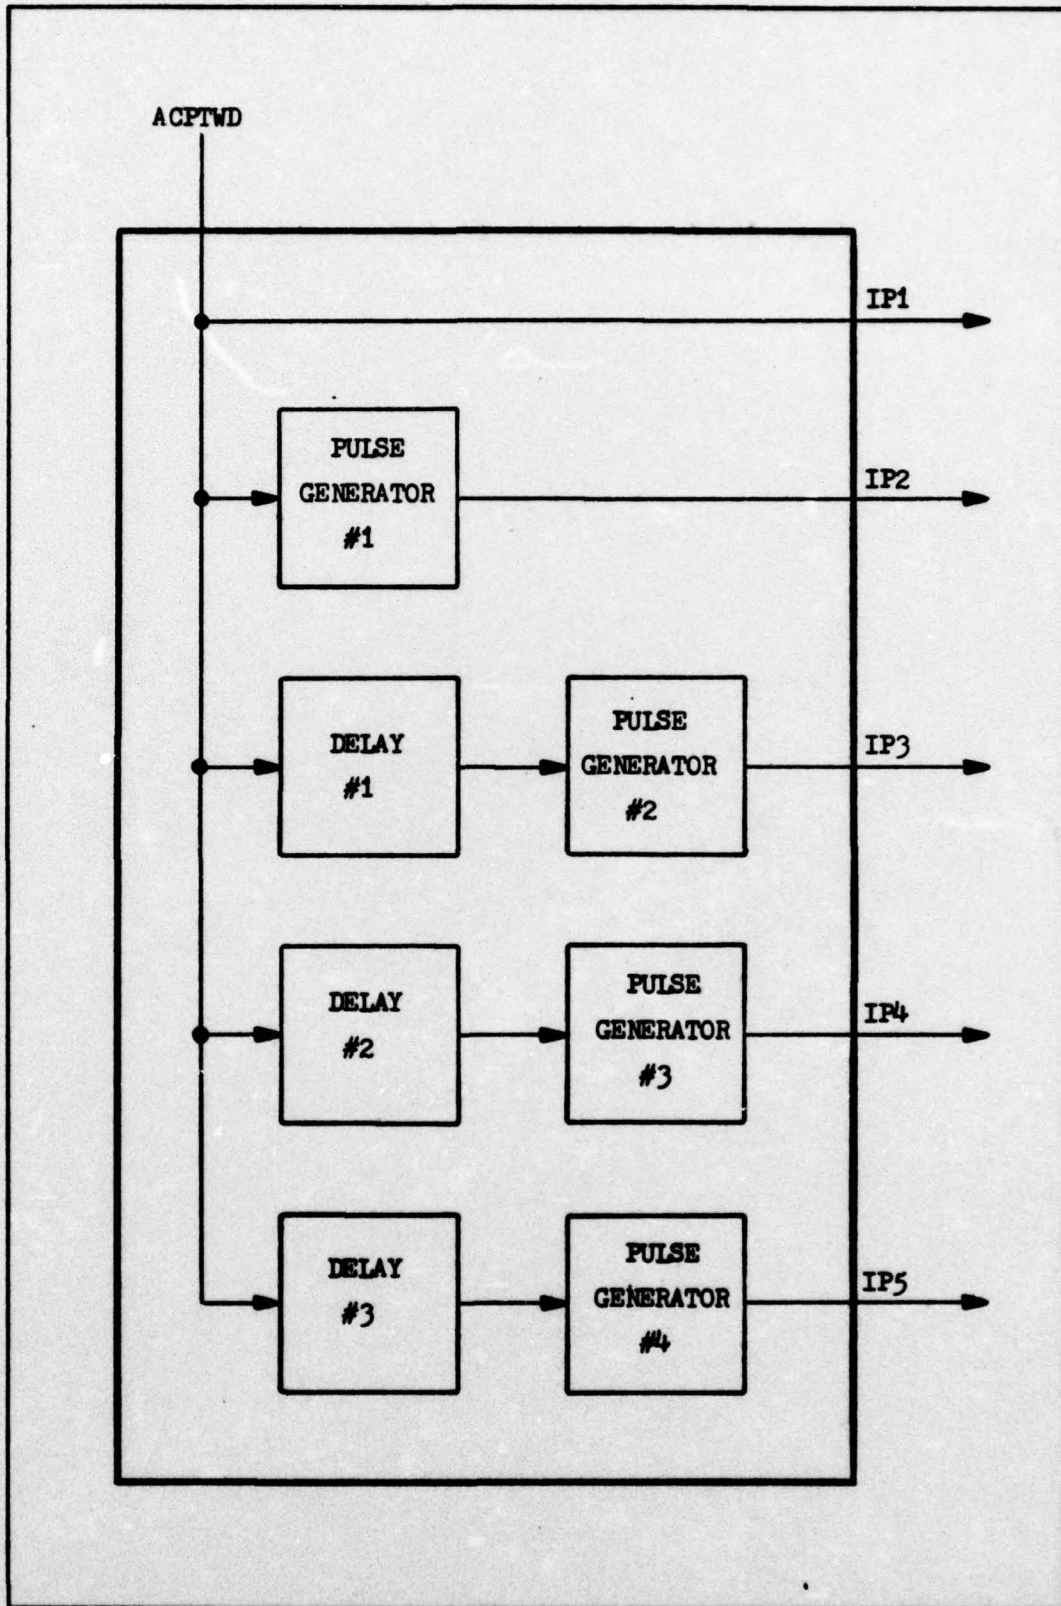 ACPTWD
IP1
PULSE
GENERATOR
#1
IP2
DELAY
#1
PULSE
GENERATOR
#2
IP3
DELAY
#2
PULSE
GENERATOR
#3
IP4
DELAY
#3
PULSE
GENERATOR
#4
IP5